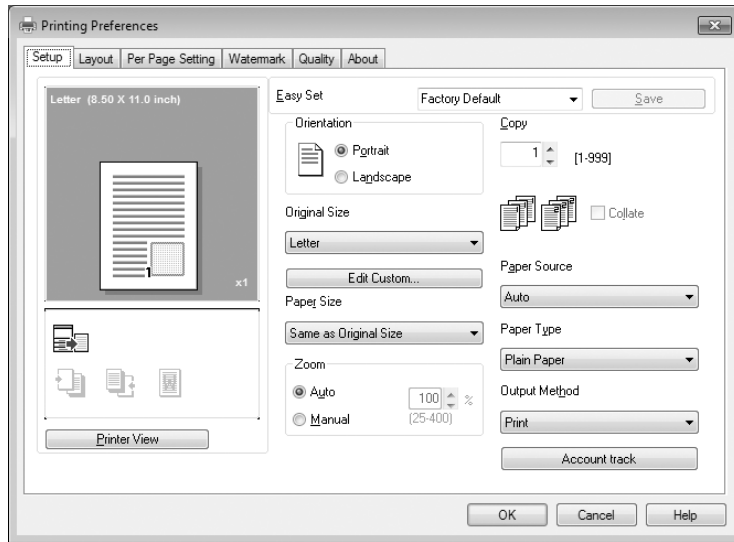 Printing Preferences
Setup Layout Per Page Setting Watermark Quality About
Letter (8.50 X 11.0 inch)
1
x1
Printer View
Easy Set Factory Default Save
Orientation
Portrait
Landscape
Original Size
Letter
Edit Custom...
Paper Size
Same as Original Size
Zoom
Auto
Manual
100 %
(25-400)
Copy
1 [1-999]
Collate
Paper Source
Auto
Paper Type
Plain Paper
Output Method
Print
Account track
OK Cancel Help